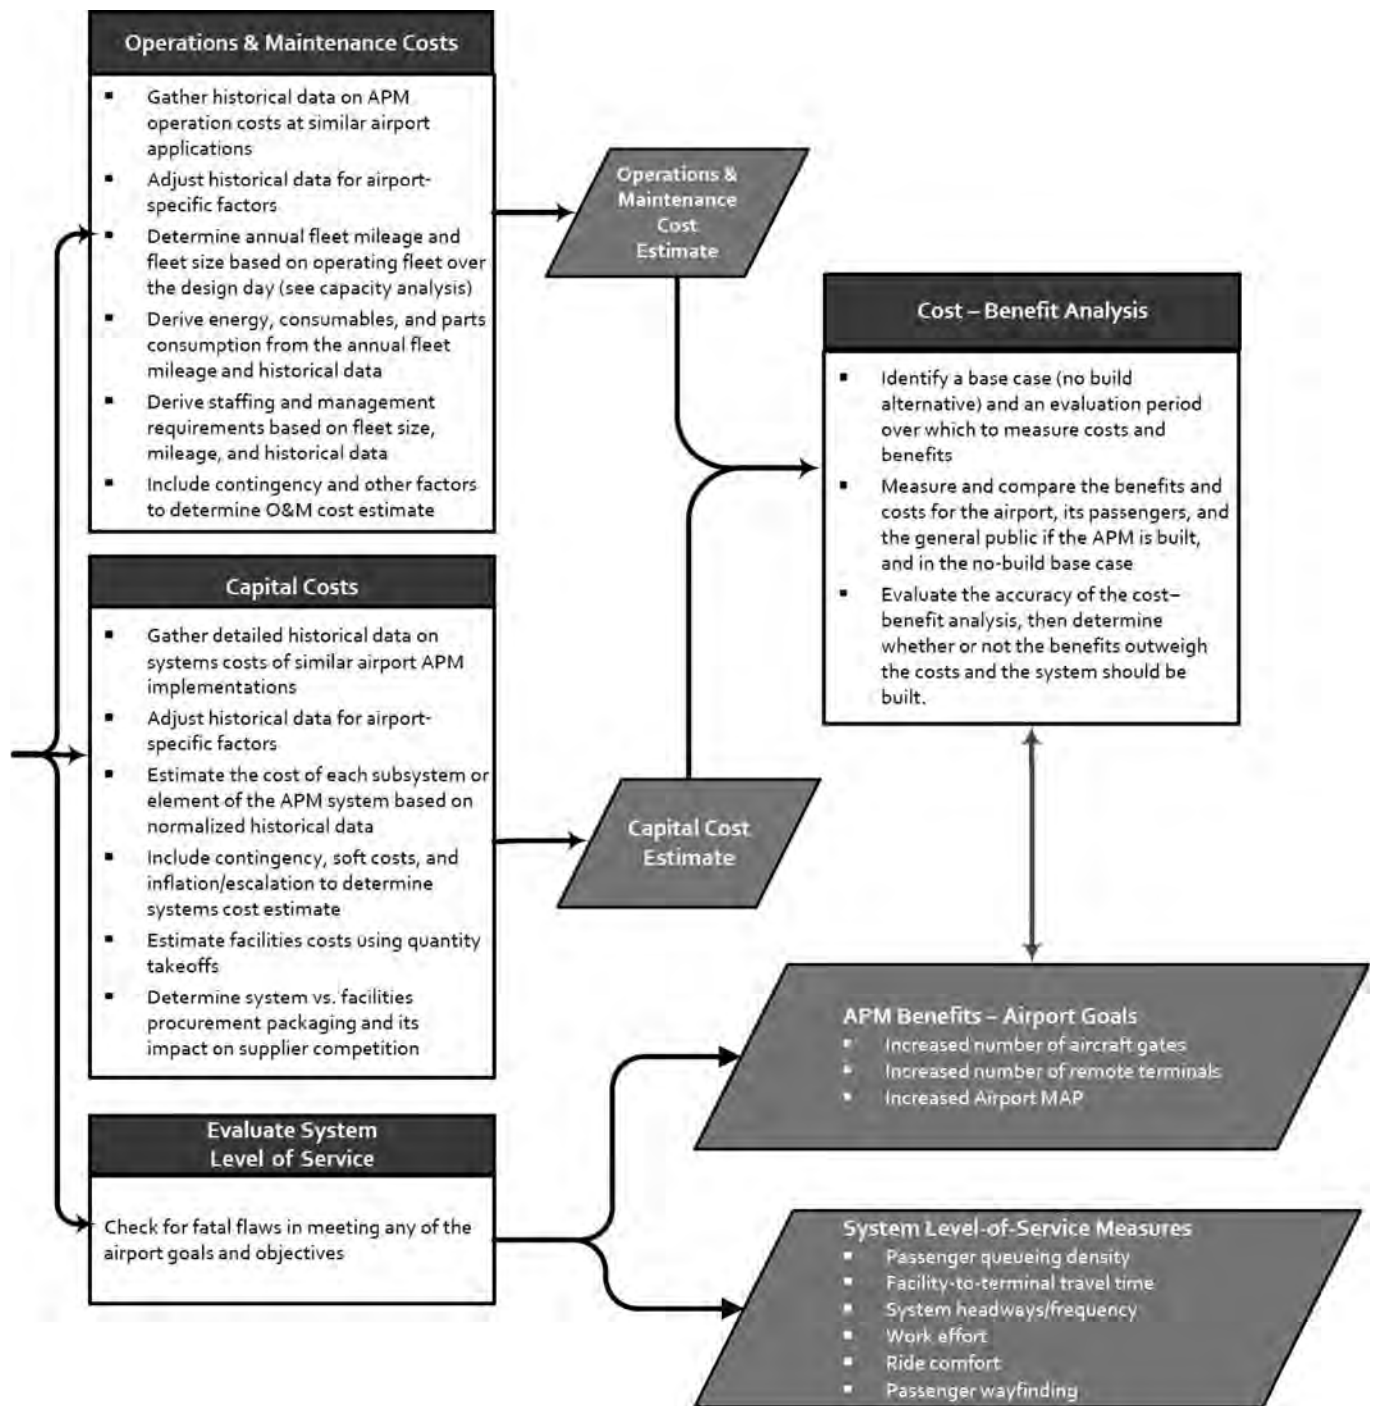 Operations & Maintenance Costs
▪ Gather historical data on APM
operation costs at similar airport
applications
▪ Adjust historical data for airport-
specific factors
▪ Determine annual fleet mileage and
fleet size based on operating fleet over
the design day (see capacity analysis)
▪ Derive energy, consumables, and parts
consumption from the annual fleet
mileage and historical data
▪ Derive staffing and management
requirements based on fleet size,
mileage, and historical data
▪ Include contingency and other factors
to determine O&M cost estimate
Operations &
Maintenance
Cost
Estimate
Capital Costs
▪ Gather detailed historical data on
systems costs of similar airport APM
implementations
▪ Adjust historical data for airport-
specific factors
▪ Estimate the cost of each subsystem or
element of the APM system based on
normalized historical data
▪ Include contingency, soft costs, and
inflation/escalation to determine
systems cost estimate
▪ Estimate facilities costs using quantity
takeoffs
▪ Determine system vs. facilities
procurement packaging and its
impact on supplier competition
Capital Cost
Estimate
Cost – Benefit Analysis
▪ Identify a base case (no build
alternative) and an evaluation period
over which to measure costs and
benefits
▪ Measure and compare the benefits and
costs for the airport, its passengers, and
the general public if the APM is built,
and in the no-build base case
▪ Evaluate the accuracy of the cost–
benefit analysis, then determine
whether or not the benefits outweigh
the costs and the system should be
built.
Evaluate System
Level of Service
Check for fatal flaws in meeting any of the
airport goals and objectives
APM Benefits – Airport Goals
▪ Increased number of aircraft gates
▪ Increased number of remote terminals
▪ Increased Airport MAP
System Level-of-Service Measures
▪ Passenger queueing density
▪ Facility-to-terminal travel time
▪ System headways/frequency
▪ Work effort
▪ Ride comfort
▪ Passenger wayfinding